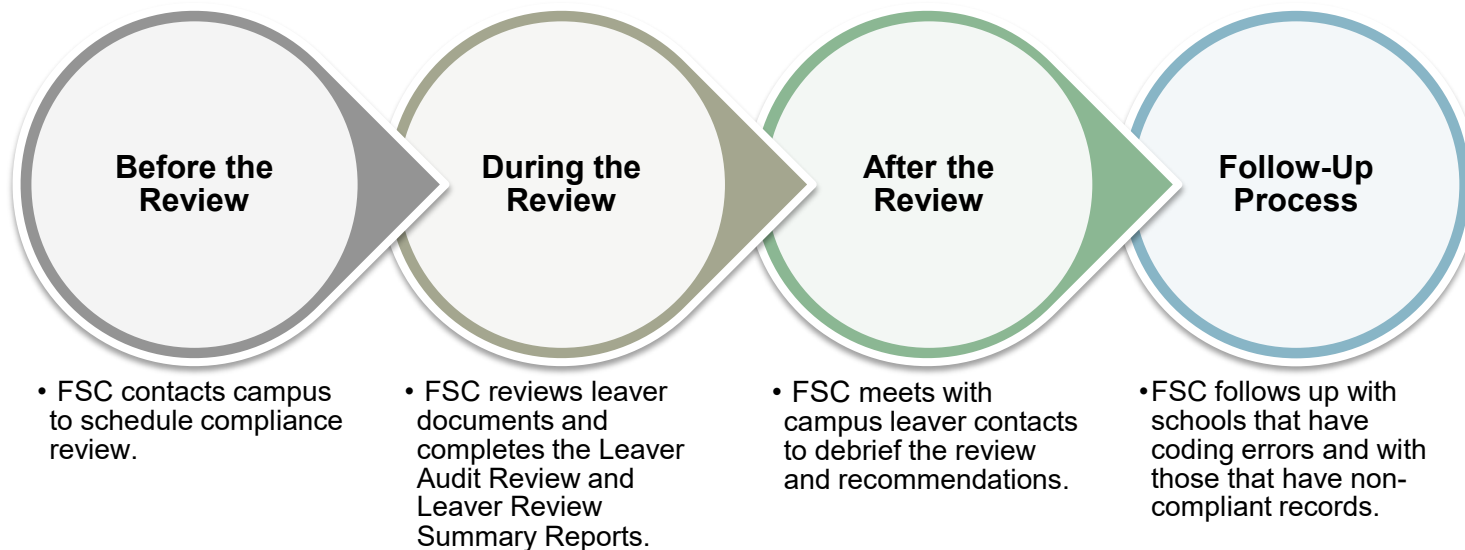 Before the
Review
• FSC contacts campus
to schedule compliance
review.
During the
Review
• FSC reviews leaver
documents and
completes the Leaver
Audit Review and
Leaver Review
Summary Reports.
After the
Review
• FSC meets with
campus leaver contacts
to debrief the review
and recommendations.
Follow-Up
Process
•FSC follows up with
schools that have
coding errors and with
those that have non-
compliant records.